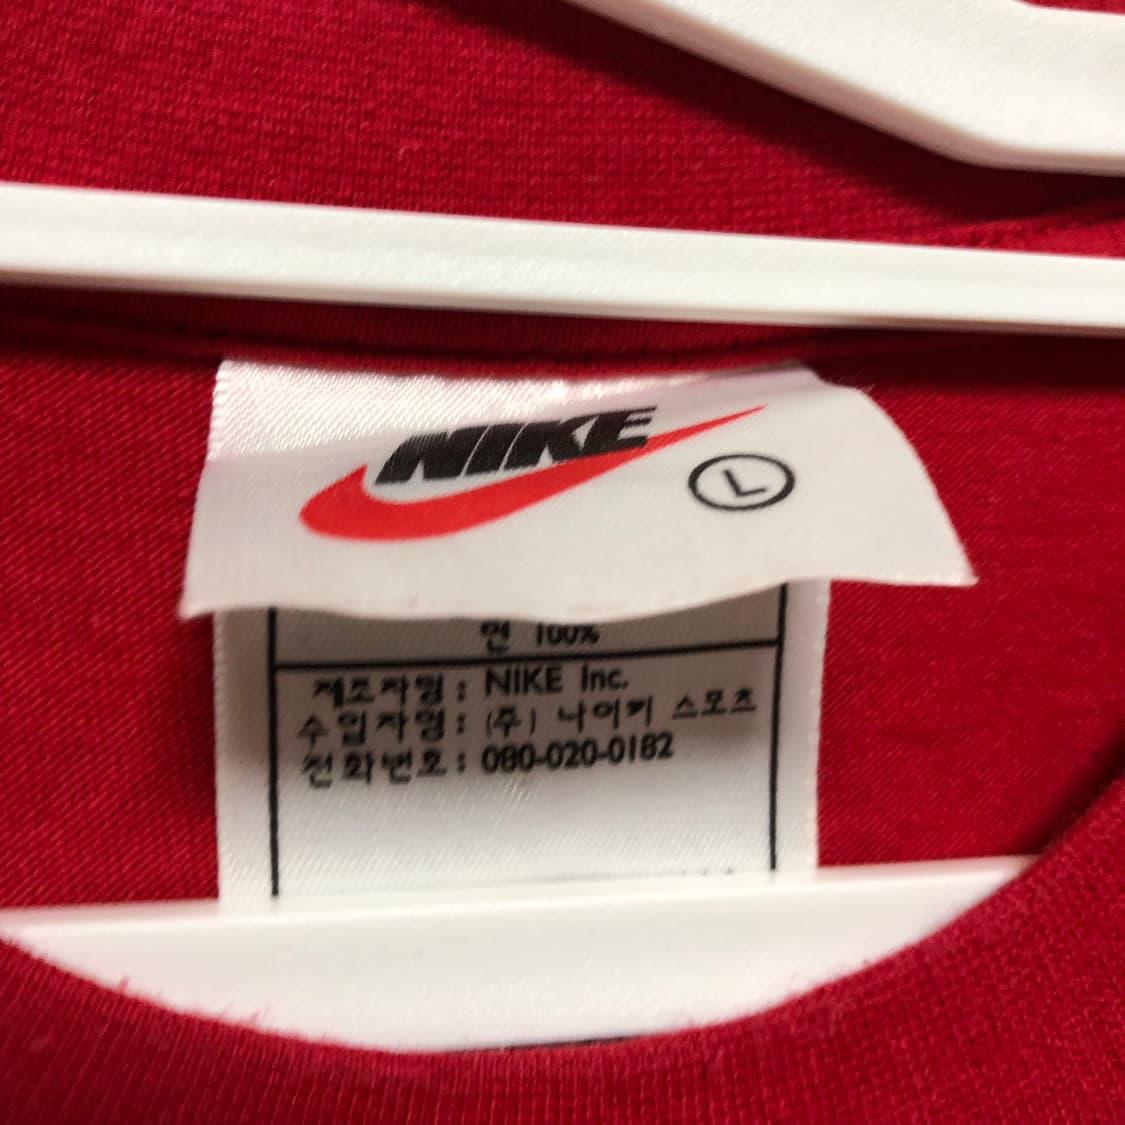 NIKE
L
면 100%
제조자명 : NIKE Inc.
수입자명 : (주) 나이키 스포츠
전화번호 : 080-020-0182